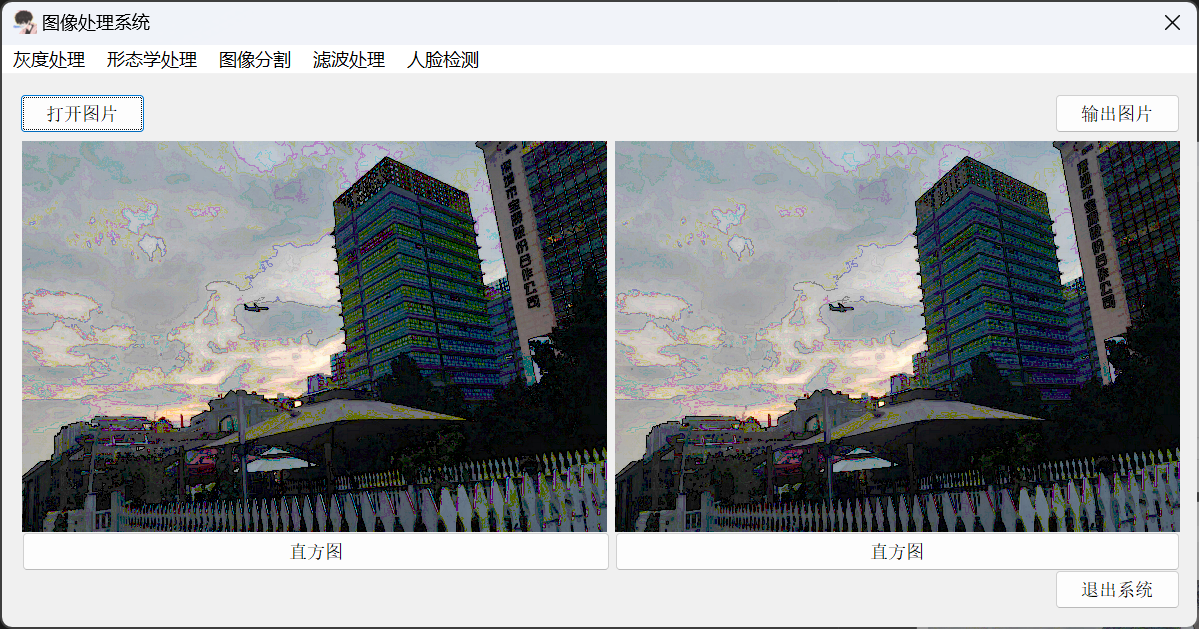 图像处理系统
灰度处理 形态学处理 图像分割 滤波处理 人脸检测
打开图片
输出图片
直方图
直方图
退出系统